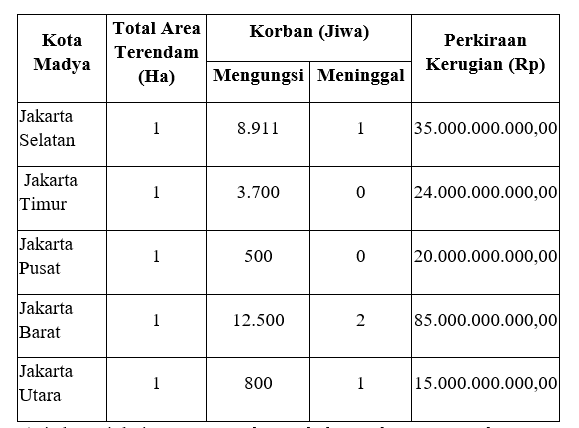 Kota Madya
Total Area Terendam (Ha)
Korban (Jiwa)
Perkiraan Kerugian (Rp)
Mengungsi Meninggal
Jakarta
Selatan 1 8.911 1 35.000.000.000,00
Jakarta
Timur 1 3.700 0 24.000.000.000,00
Jakarta
Pusat 1 500 0 20.000.000.000,00
Jakarta
Barat 1 12.500 2 85.000.000.000,00
Jakarta
Utara 1 800 1 15.000.000.000,00